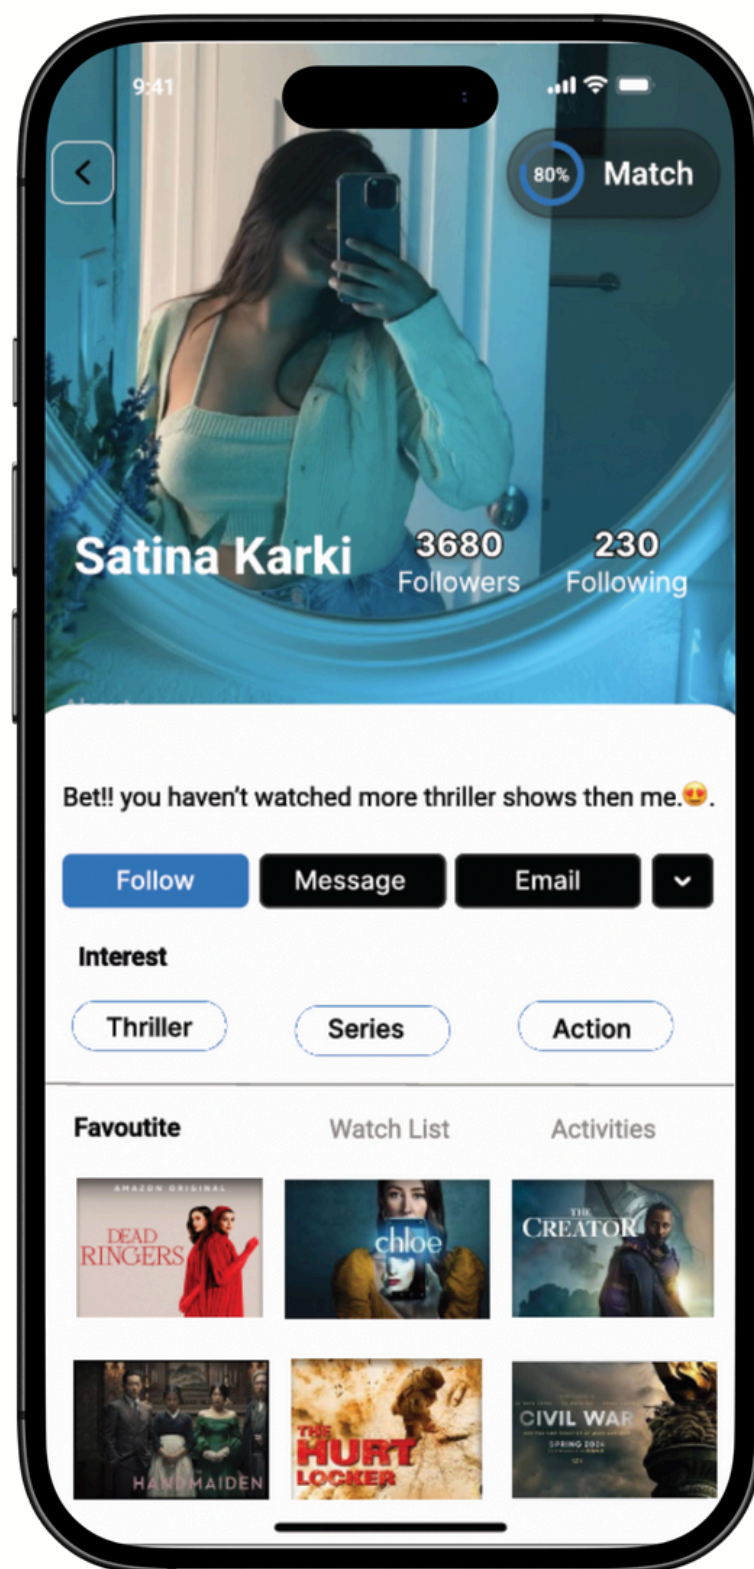 9:41
80% Match
Satina Karki
3680
Followers
230
Following
About
Bet!! you haven't watched more thriller shows then me.😍.
Follow
Message
Email
Interest
Thriller
Series
Action
Favoutite
Watch List
Activities
AMAZON ORIGINAL
DEAD
RINGERS
chloe
THE
CREATOR
HANDMAIDEN
THE
HURT
LOCKER
CIVIL WAR
SPRING 2024